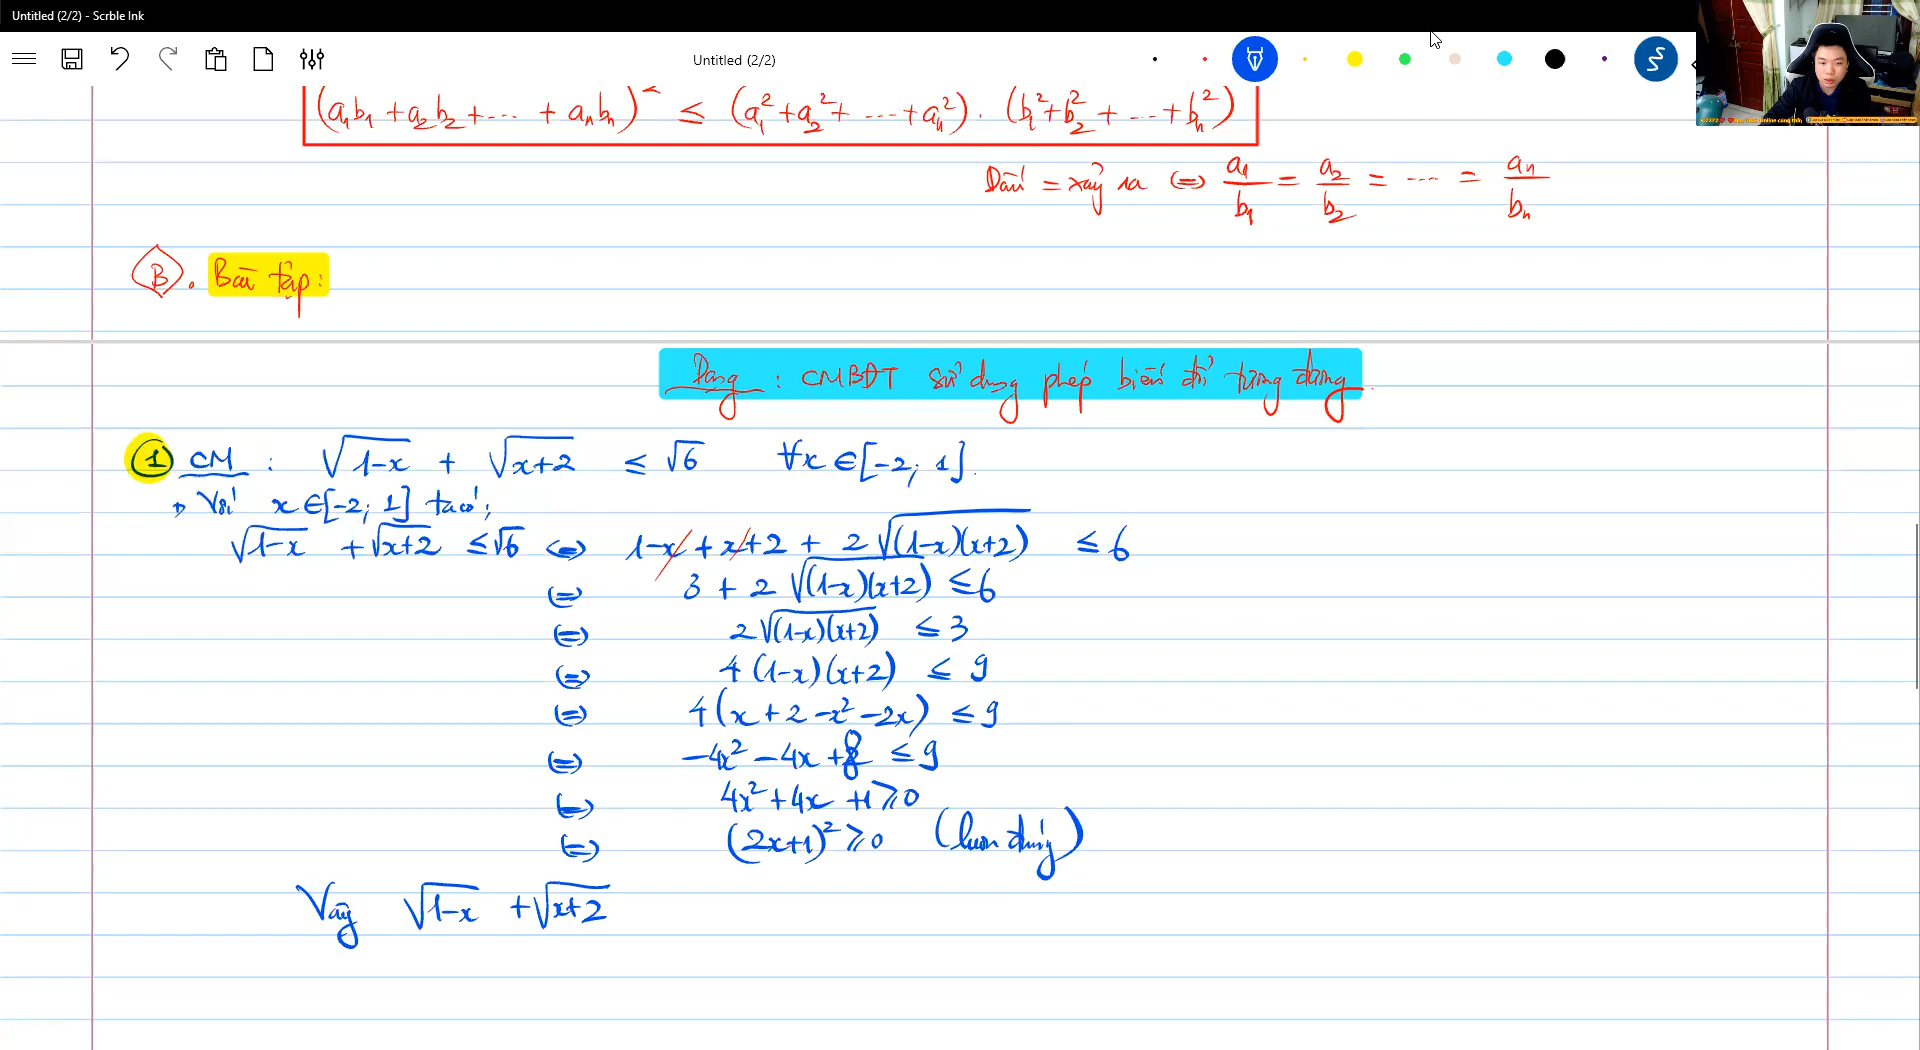 Untitled (2/2) - Scrble Ink
Untitled (2/2)
(a₁b₁ + a₂b₂ + ... + aₙbₙ)² ≤ (a₁² + a₂² + ... + aₙ²) . (b₁² + b₂² + ... + bₙ²)
Dấu = xảy ra ⇔ a₁/b₁ = a₂/b₂ = ... = aₙ/bₙ
B. Bài tập:
Dạng : CMBĐT sử dụng phép biến đổi tương đương.
1 CM : √(1-x) + √(x+2) ≤ √6 ∀x ∈ [-2; 1].
Với x ∈ [-2; 1] ta có:
√(1-x) + √(x+2) ≤ √6 ⇔ 1-x + x+2 + 2√((1-x)(x+2)) ≤ 6
⇔ 3 + 2√((1-x)(x+2)) ≤ 6
⇔ 2√((1-x)(x+2)) ≤ 3
⇔ 4(1-x)(x+2) ≤ 9
⇔ 4(x + 2 - x² - 2x) ≤ 9
⇔ -4x² - 4x + 8 ≤ 9
⇔ 4x² + 4x + 1 ≥ 0
⇔ (2x+1)² ≥ 0 (luôn đúng)
Vậy √(1-x) + √(x+2)